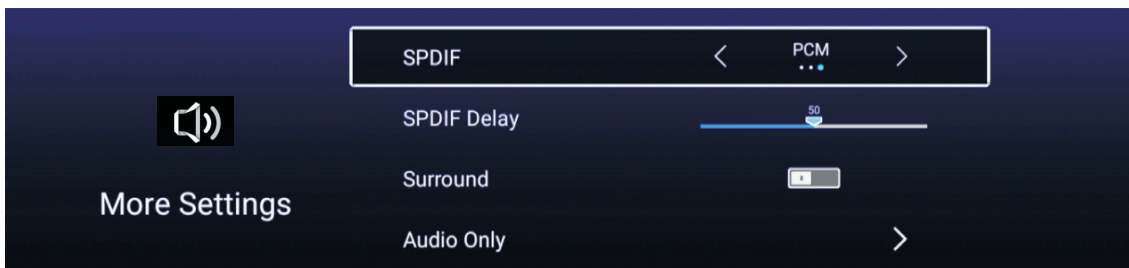 SPDIF
PCM
SPDIF Delay
50
Surround
More Settings
Audio Only